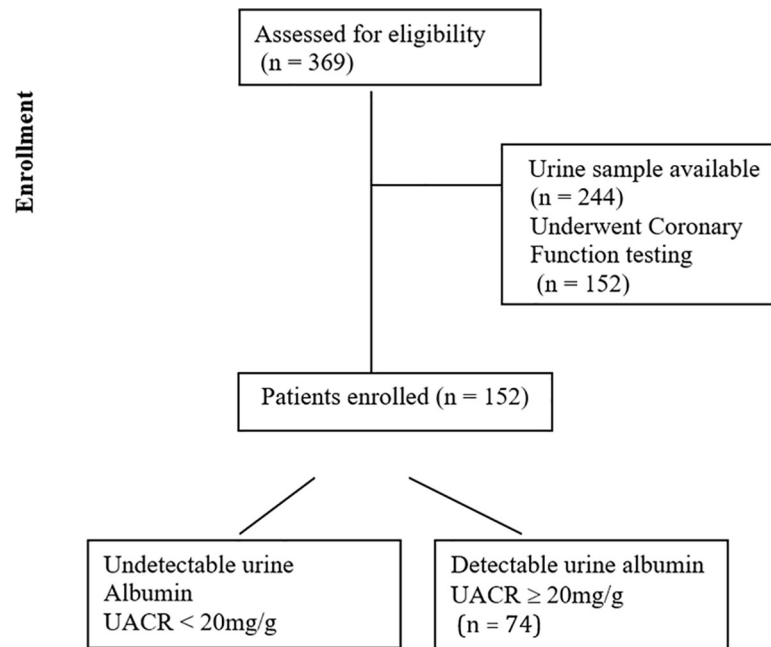 Assessed for eligibility
(n = 369)
Enrollment
Urine sample available
(n = 244)
Underwent Coronary
Function testing
(n = 152)
Patients enrolled (n = 152)
Undetectable urine
Albumin
UACR < 20mg/g
Detectable urine albumin
UACR ≥ 20mg/g
(n = 74)